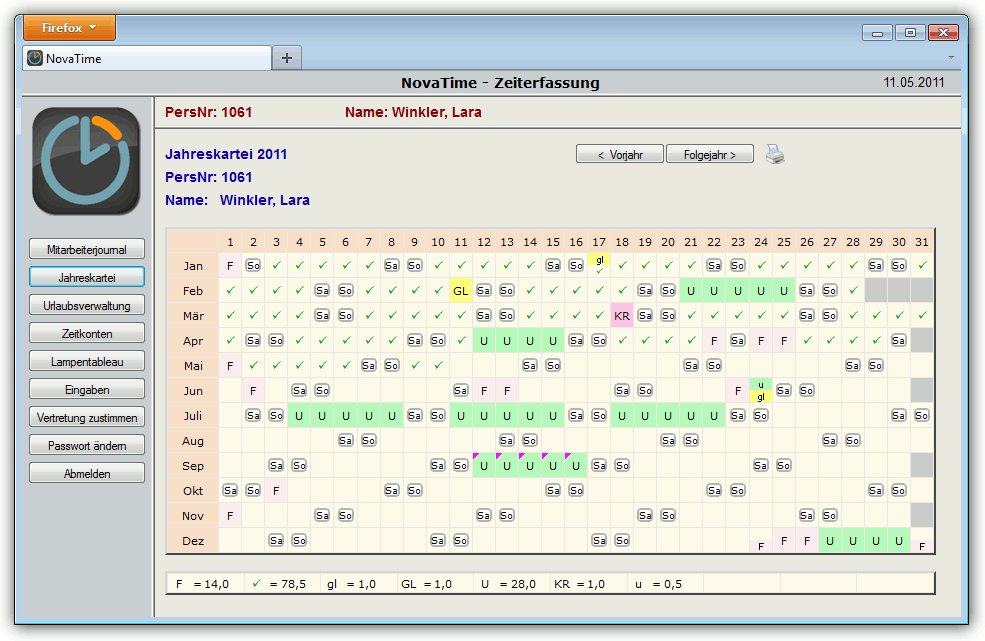 Firefox
NovaTime
NovaTime - Zeiterfassung 11.05.2011
PersNr: 1061 Name: Winkler, Lara
Jahreskartei 2011 < Vorjahr Folgejahr >
PersNr: 1061
Name: Winkler, Lara
Mitarbeiterjournal
Jahreskartei
Urlaubsverwaltung
Zeitkonten
Lampentableau
Eingaben
Vertretung zustimmen
Passwort ändern
Abmelden
1 2 3 4 5 6 7 8 9 10 11 12 13 14 15 16 17 18 19 20 21 22 23 24 25 26 27 28 29 30 31
Jan F So ✓ ✓ ✓ ✓ ✓ Sa So ✓ ✓ ✓ ✓ ✓ Sa So gl ✓ ✓ ✓ ✓ ✓ Sa So ✓ ✓ ✓ ✓ ✓ Sa So ✓
Feb ✓ ✓ ✓ ✓ Sa So ✓ ✓ ✓ ✓ GL Sa So ✓ ✓ ✓ ✓ ✓ Sa So U U U U U Sa So ✓
Mär ✓ ✓ ✓ ✓ Sa So ✓ ✓ ✓ ✓ ✓ Sa So ✓ ✓ ✓ ✓ KR Sa So ✓ ✓ ✓ ✓ ✓ Sa So ✓ ✓ ✓ ✓
Apr ✓ Sa So ✓ ✓ ✓ ✓ ✓ Sa So ✓ U U U U Sa So ✓ ✓ ✓ ✓ F Sa F F ✓ ✓ ✓ ✓ Sa
Mai F ✓ ✓ ✓ ✓ ✓ Sa So ✓ ✓ Sa So Sa So Sa So
Jun F Sa So Sa F F Sa So F u gl Sa So
Juli Sa So U U U U U Sa So U U U U U Sa So U U U U U Sa So Sa So
Aug Sa So Sa So Sa So Sa So
Sep Sa So Sa So U U U U U Sa So Sa So
Okt Sa So F Sa So Sa So Sa So Sa So
Nov F Sa So Sa So Sa So Sa So
Dez Sa So Sa So Sa So F F F U U U U F
F = 14,0 ✓ = 78,5 gl = 1,0 GL = 1,0 U = 28,0 KR = 1,0 u = 0,5